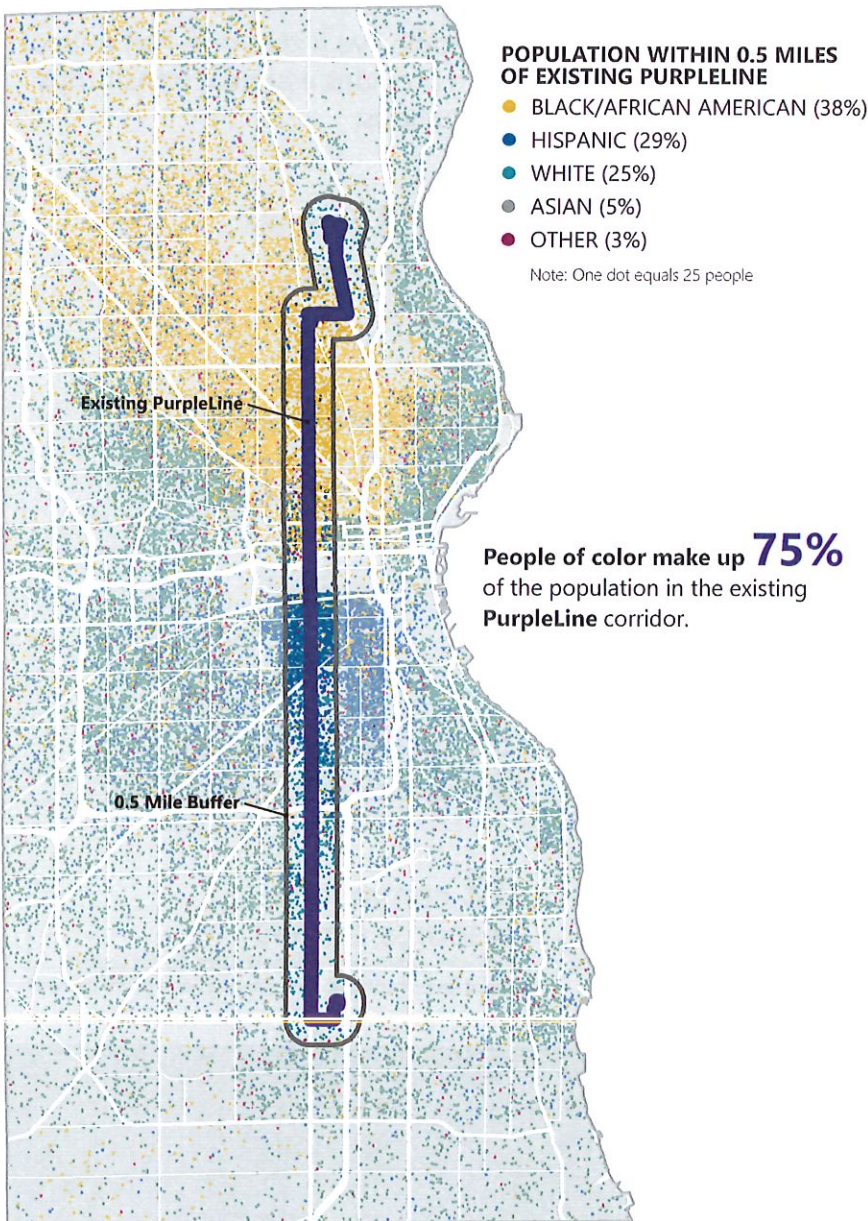 POPULATION WITHIN 0.5 MILES
OF EXISTING PURPLELINE
BLACK/AFRICAN AMERICAN (38%)
HISPANIC (29%)
WHITE (25%)
ASIAN (5%)
OTHER (3%)
Note: One dot equals 25 people
Existing PurpleLine
People of color make up 75%
of the population in the existing
PurpleLine corridor.
0.5 Mile Buffer